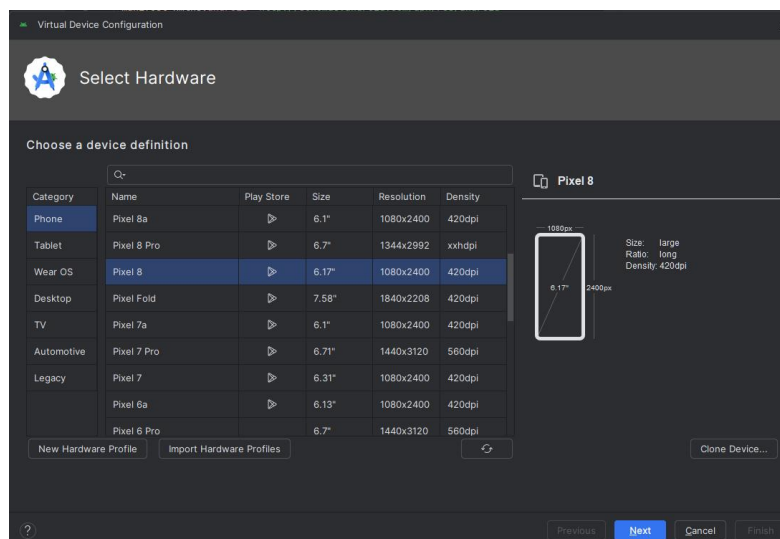 Virtual Device Configuration
Select Hardware
Choose a device definition
Category
Phone
Tablet
Wear OS
Desktop
TV
Automotive
Legacy
Name Play Store Size Resolution Density
Pixel 8a 6.1" 1080x2400 420dpi
Pixel 8 Pro 6.7" 1344x2992 xxhdpi
Pixel 8 6.17" 1080x2400 420dpi
Pixel Fold 7.58" 1840x2208 420dpi
Pixel 7a 6.1" 1080x2400 420dpi
Pixel 7 Pro 6.71" 1440x3120 560dpi
Pixel 7 6.31" 1080x2400 420dpi
Pixel 6a 6.13" 1080x2400 420dpi
Pixel 6 Pro 6.7" 1440x3120 560dpi
New Hardware Profile Import Hardware Profiles
Pixel 8
1080px
6.17" 2400px
Size: large
Ratio: long
Density: 420dpi
Clone Device...
? Previous Next Cancel Finish